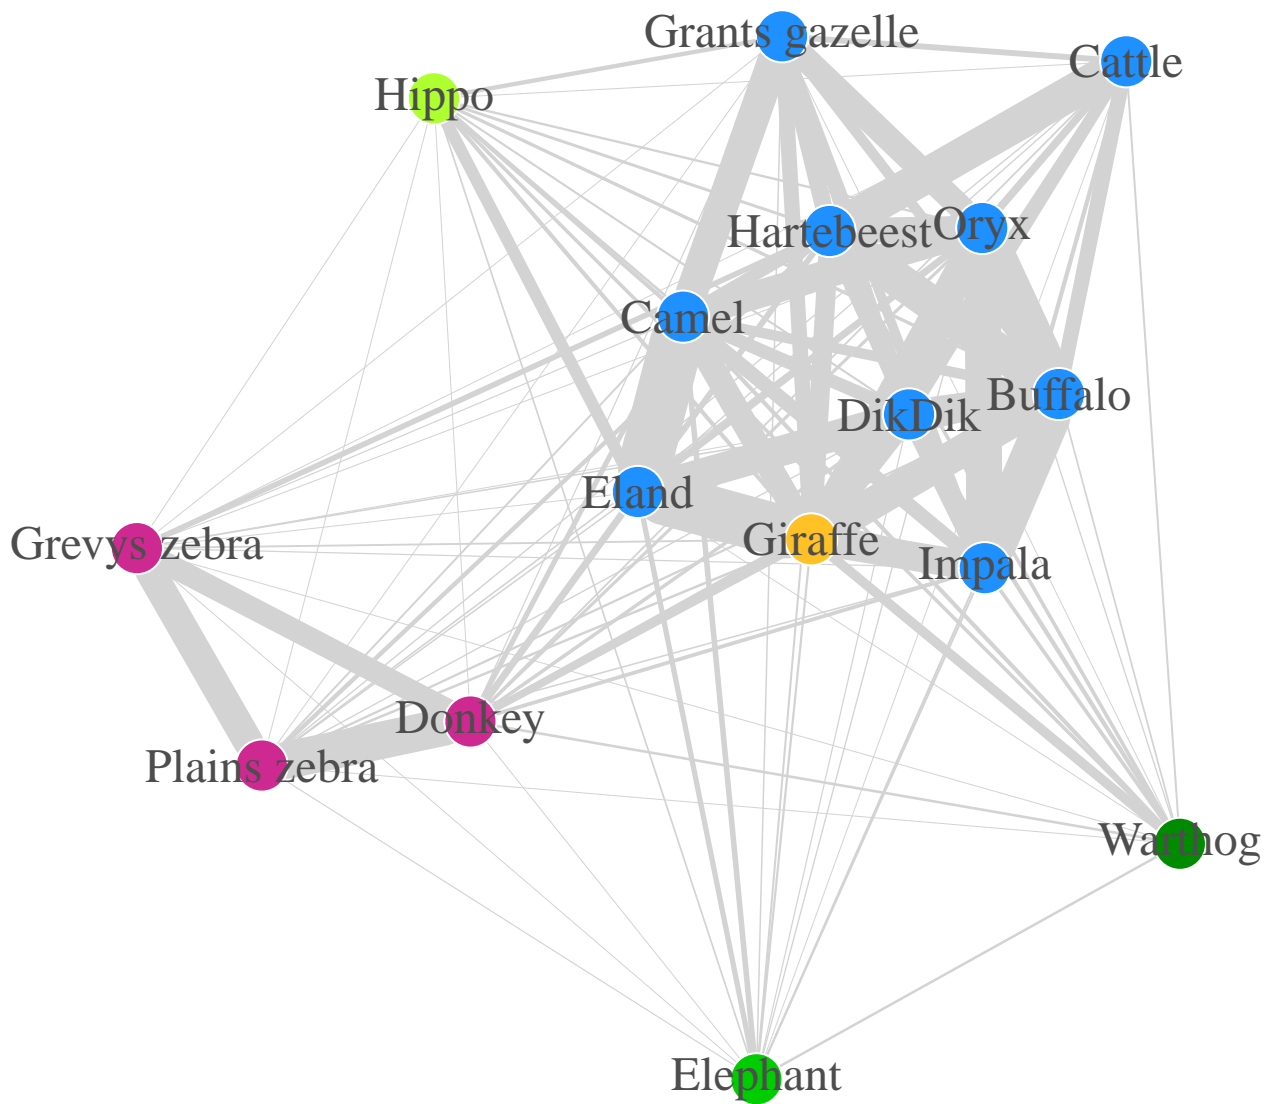 Grants gazelle
Cattle
Hippo
Hartebeest
Oryx
Camel
Buffalo
DikDik
Eland
Giraffe
Grevys zebra
Impala
Donkey
Plains zebra
Warthog
Elephant